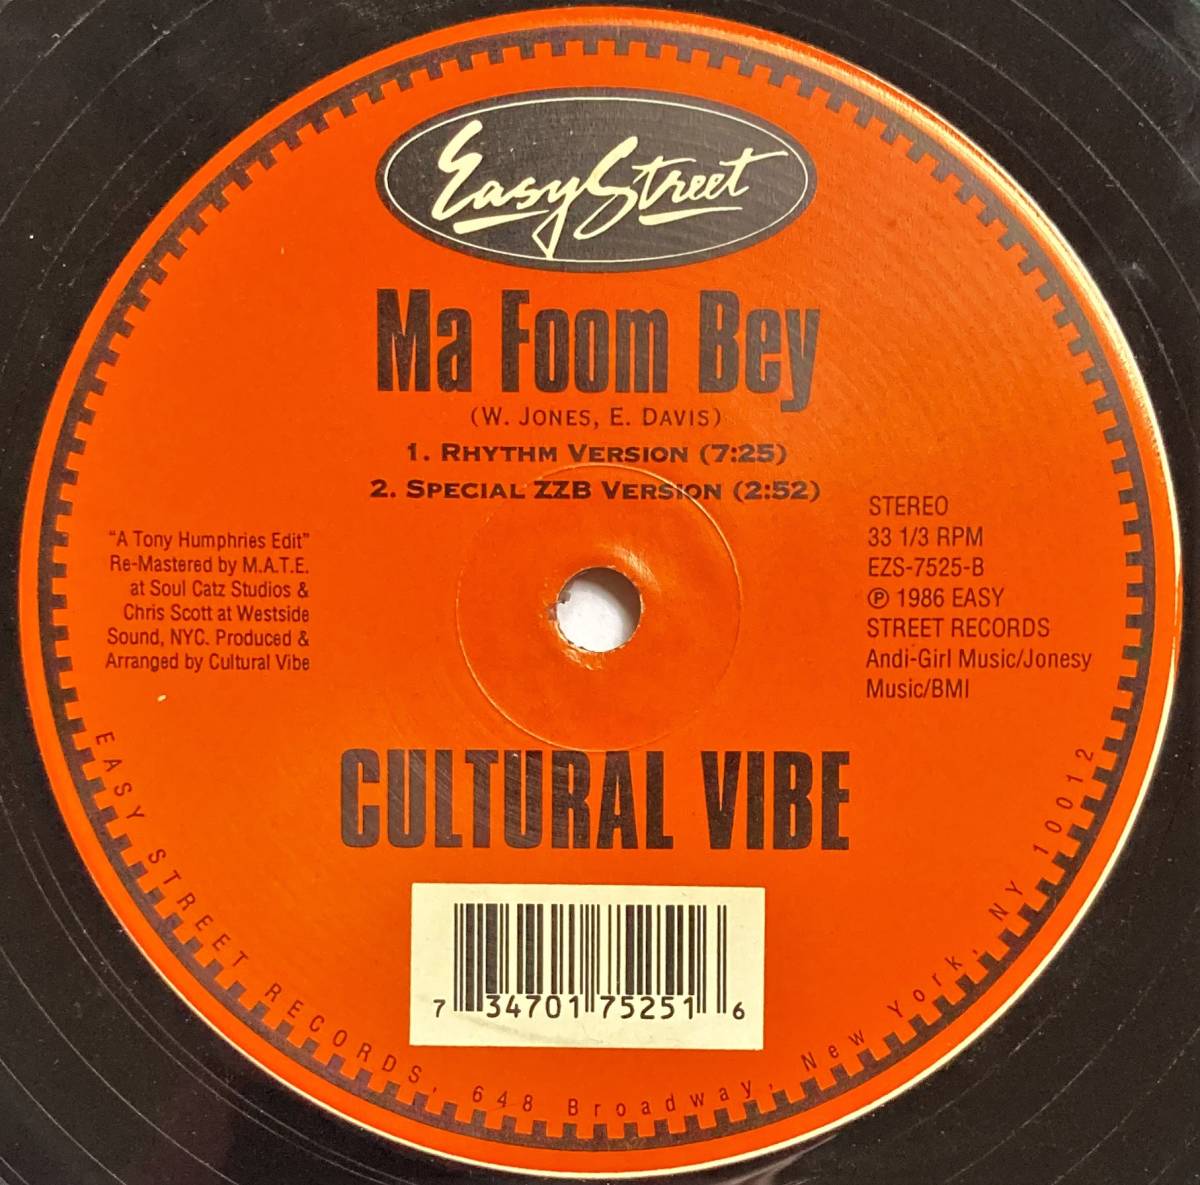 Easy Street
Ma Foom Bey
(W. Jones, E. Davis)
1. Rhythm Version (7:25)
2. Special ZZB Version (2:52)
"A Tony Humphries Edit"
Re-Mastered by M.A.T.E.
at Soul Catz Studios &
Chris Scott at Westside
Sound, NYC. Produced &
Arranged by Cultural Vibe
STEREO
33 1/3 RPM
EZS-7525-B
℗ 1986 EASY
STREET RECORDS
Andi-Girl Music/Jonesy
Music/BMI
CULTURAL VIBE
7 34701 75251 6
EASY STREET RECORDS, 648 Broadway, New York, NY 10012